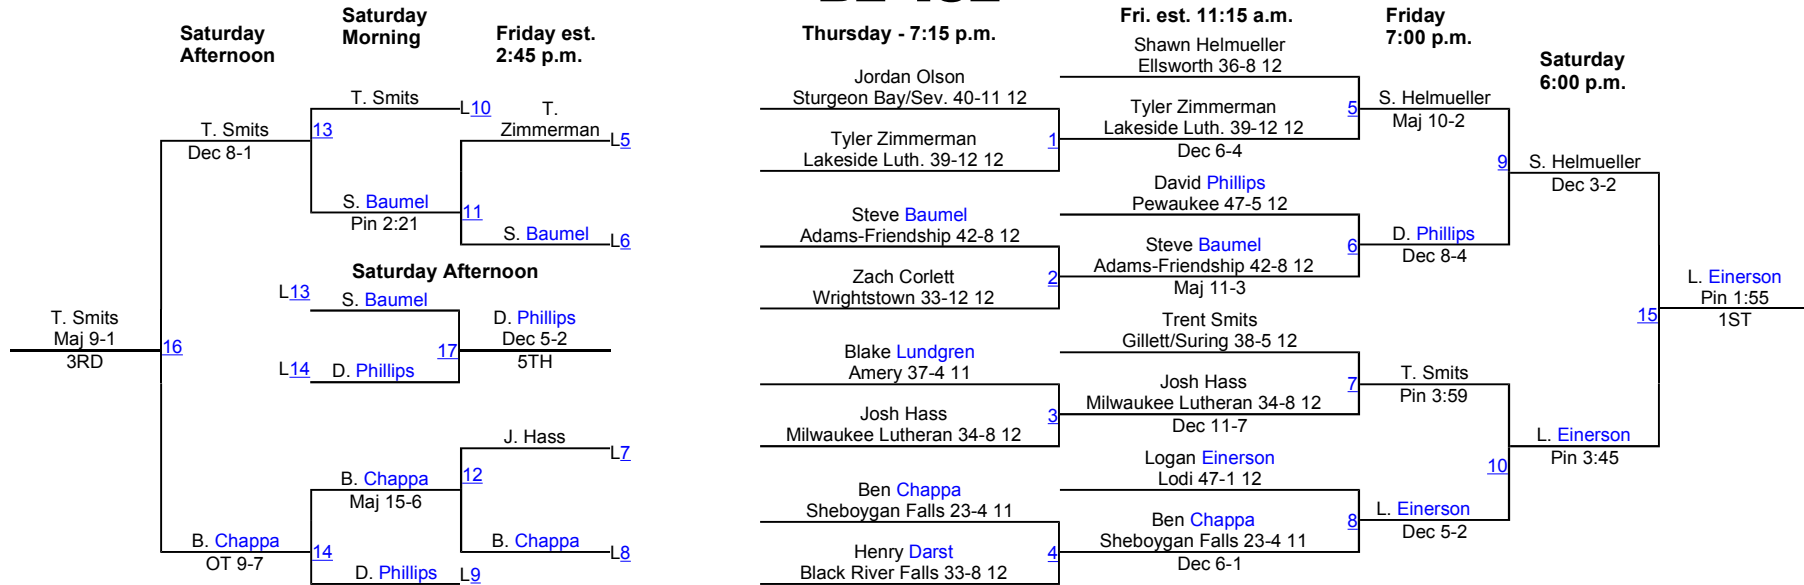 Saturday
Afternoon
Saturday
Morning
Friday est.
2:45 p.m.
T. Smits
L10
T.
Zimmerman
L5
T. Smits
13
Dec 8-1
S. Baumel
11
Pin 2:21
S. Baumel
L6
Saturday Afternoon
L13
S. Baumel
T. Smits
Maj 9-1
3RD
16
D. Phillips
Dec 5-2
17
5TH
L14
D. Phillips
J. Hass
L7
B. Chappa
12
Maj 15-6
B. Chappa
14
OT 9-7
B. Chappa
L8
D. Phillips
L9
Thursday - 7:15 p.m.
Fri. est. 11:15 a.m.
Friday
7:00 p.m.
Saturday
6:00 p.m.
Jordan Olson
Sturgeon Bay/Sev. 40-11 12
Tyler Zimmerman
1
Lakeside Luth. 39-12 12
Steve Baumel
Adams-Friendship 42-8 12
Zach Corlett
2
Wrightstown 33-12 12
Blake Lundgren
Amery 37-4 11
Josh Hass
3
Milwaukee Lutheran 34-8 12
Ben Chappa
Sheboygan Falls 23-4 11
Henry Darst
4
Black River Falls 33-8 12
Shawn Helmueller
Ellsworth 36-8 12
Tyler Zimmerman
5
Lakeside Luth. 39-12 12
Dec 6-4
David Phillips
Pewaukee 47-5 12
Steve Baumel
6
Adams-Friendship 42-8 12
Maj 11-3
Trent Smits
Gillett/Suring 38-5 12
Josh Hass
7
Milwaukee Lutheran 34-8 12
Dec 11-7
Logan Einerson
Lodi 47-1 12
Ben Chappa
8
Sheboygan Falls 23-4 11
Dec 6-1
S. Helmueller
Maj 10-2
9
D. Phillips
Dec 8-4
T. Smits
Pin 3:59
10
L. Einerson
Dec 5-2
S. Helmueller
Dec 3-2
15
L. Einerson
Pin 3:45
L. Einerson
Pin 1:55
1ST